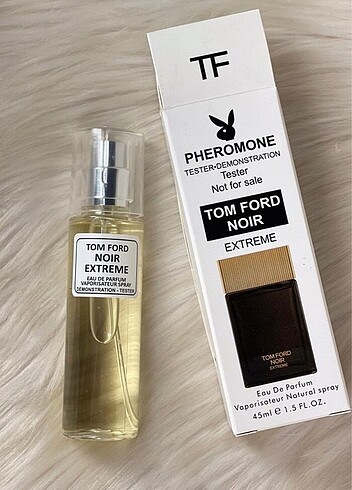 TF
PHEROMONE
TESTER•DEMONSTRATION
Tester
Not for sale
TOM FORD
NOIR
EXTREME
TOM FORD
NOIR
EXTREME
Eau De Parfum
Vaporisateur Natural spray
45ml e 1.5 FL.OZ.
TOM FORD
NOIR
EXTREME
EAU DE PARFUM
VAPORISATEUR SPRAY
DEMONSTRATION - TESTER